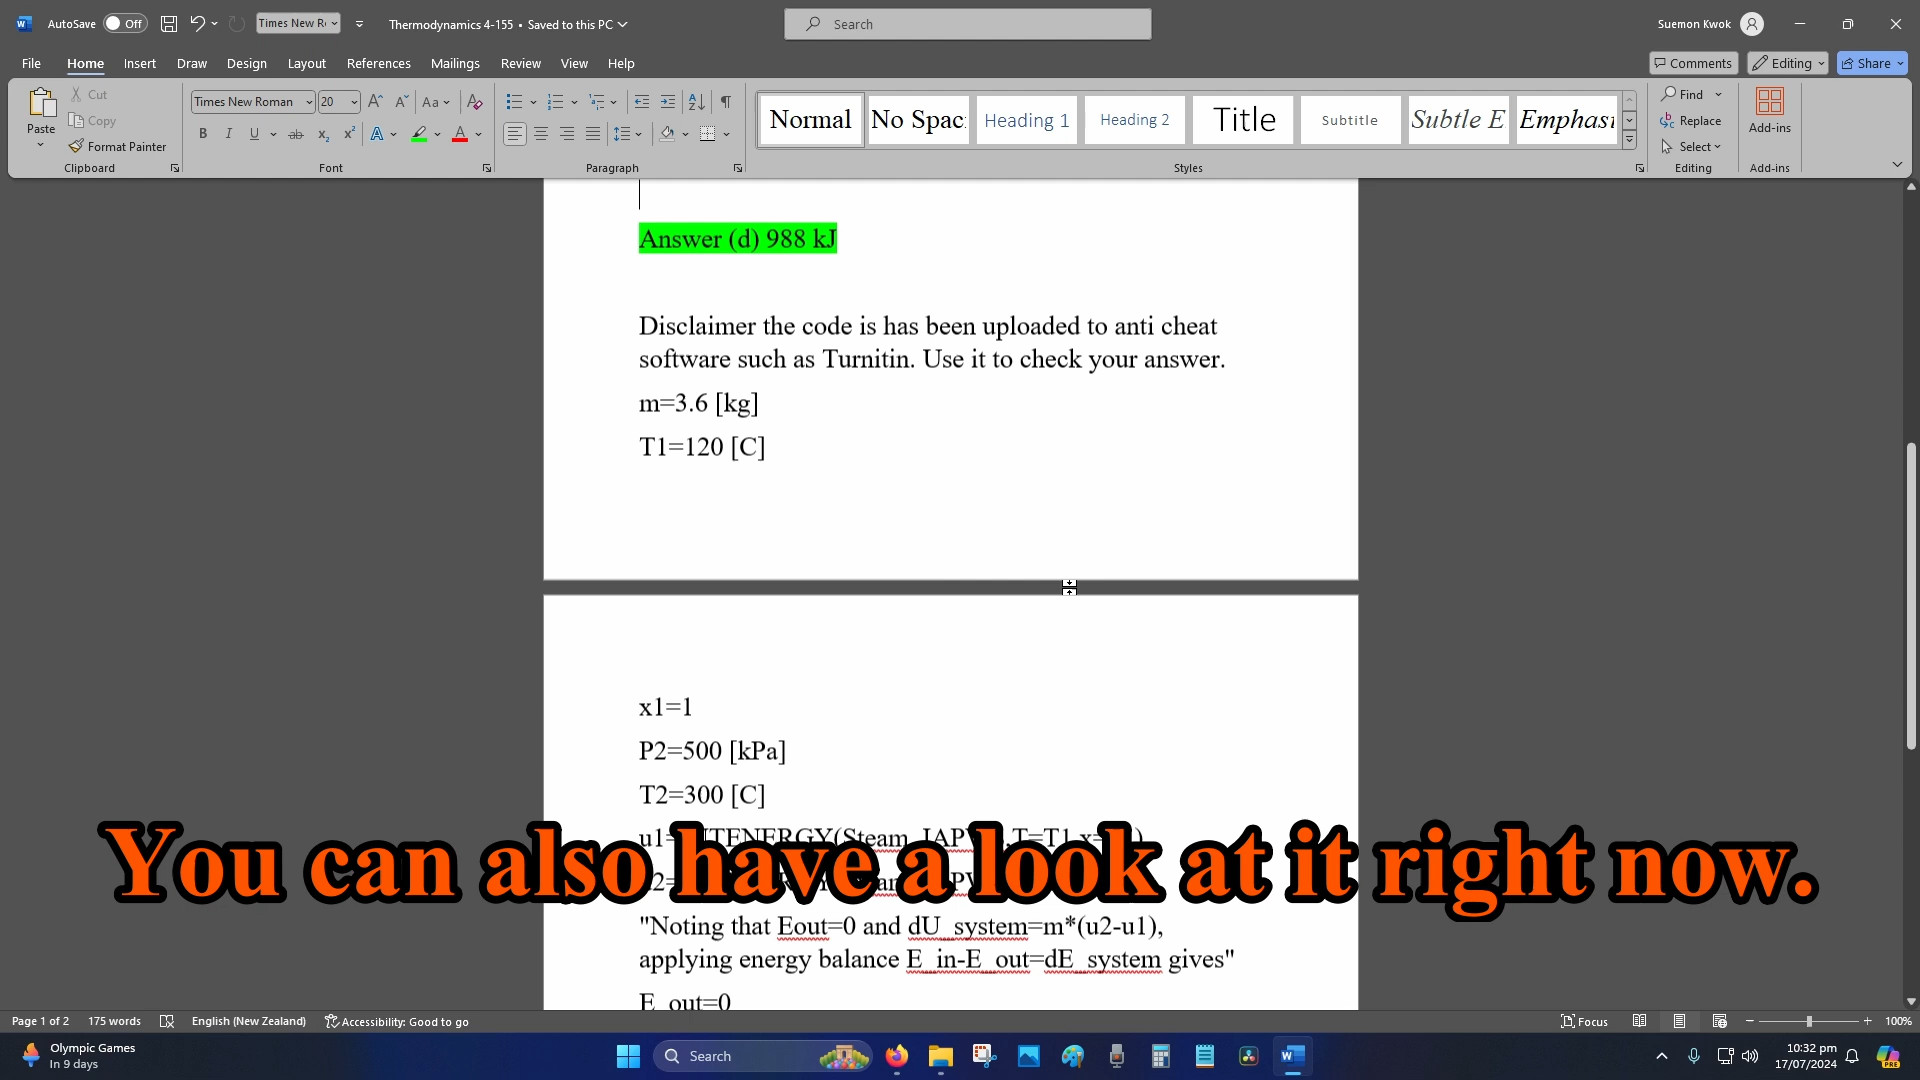 AutoSave Off Times New R Thermodynamics 4-155 • Saved to this PC Search Suemon Kwok
File Home Insert Draw Design Layout References Mailings Review View Help Comments Editing Share
Paste Cut Copy Format Painter Clipboard
Times New Roman 20 Aa Font
Paragraph
Normal No Spac Heading 1 Heading 2 Title Subtitle Subtle E Emphasi Styles
Find Replace Select Editing
Add-ins Add-ins
Answer (d) 988 kJ
Disclaimer the code is has been uploaded to anti cheat
software such as Turnitin. Use it to check your answer.
m=3.6 [kg]
T1=120 [C]
x1=1
P2=500 [kPa]
T2=300 [C]
You can also have a look at it right now.
"Noting that Eout=0 and dU_system=m*(u2-u1),
applying energy balance E_in-E_out=dE_system gives"
E_out=0
Page 1 of 2 175 words English (New Zealand) Accessibility: Good to go Focus 100%
Olympic Games
In 9 days
Search
10:32 pm
17/07/2024